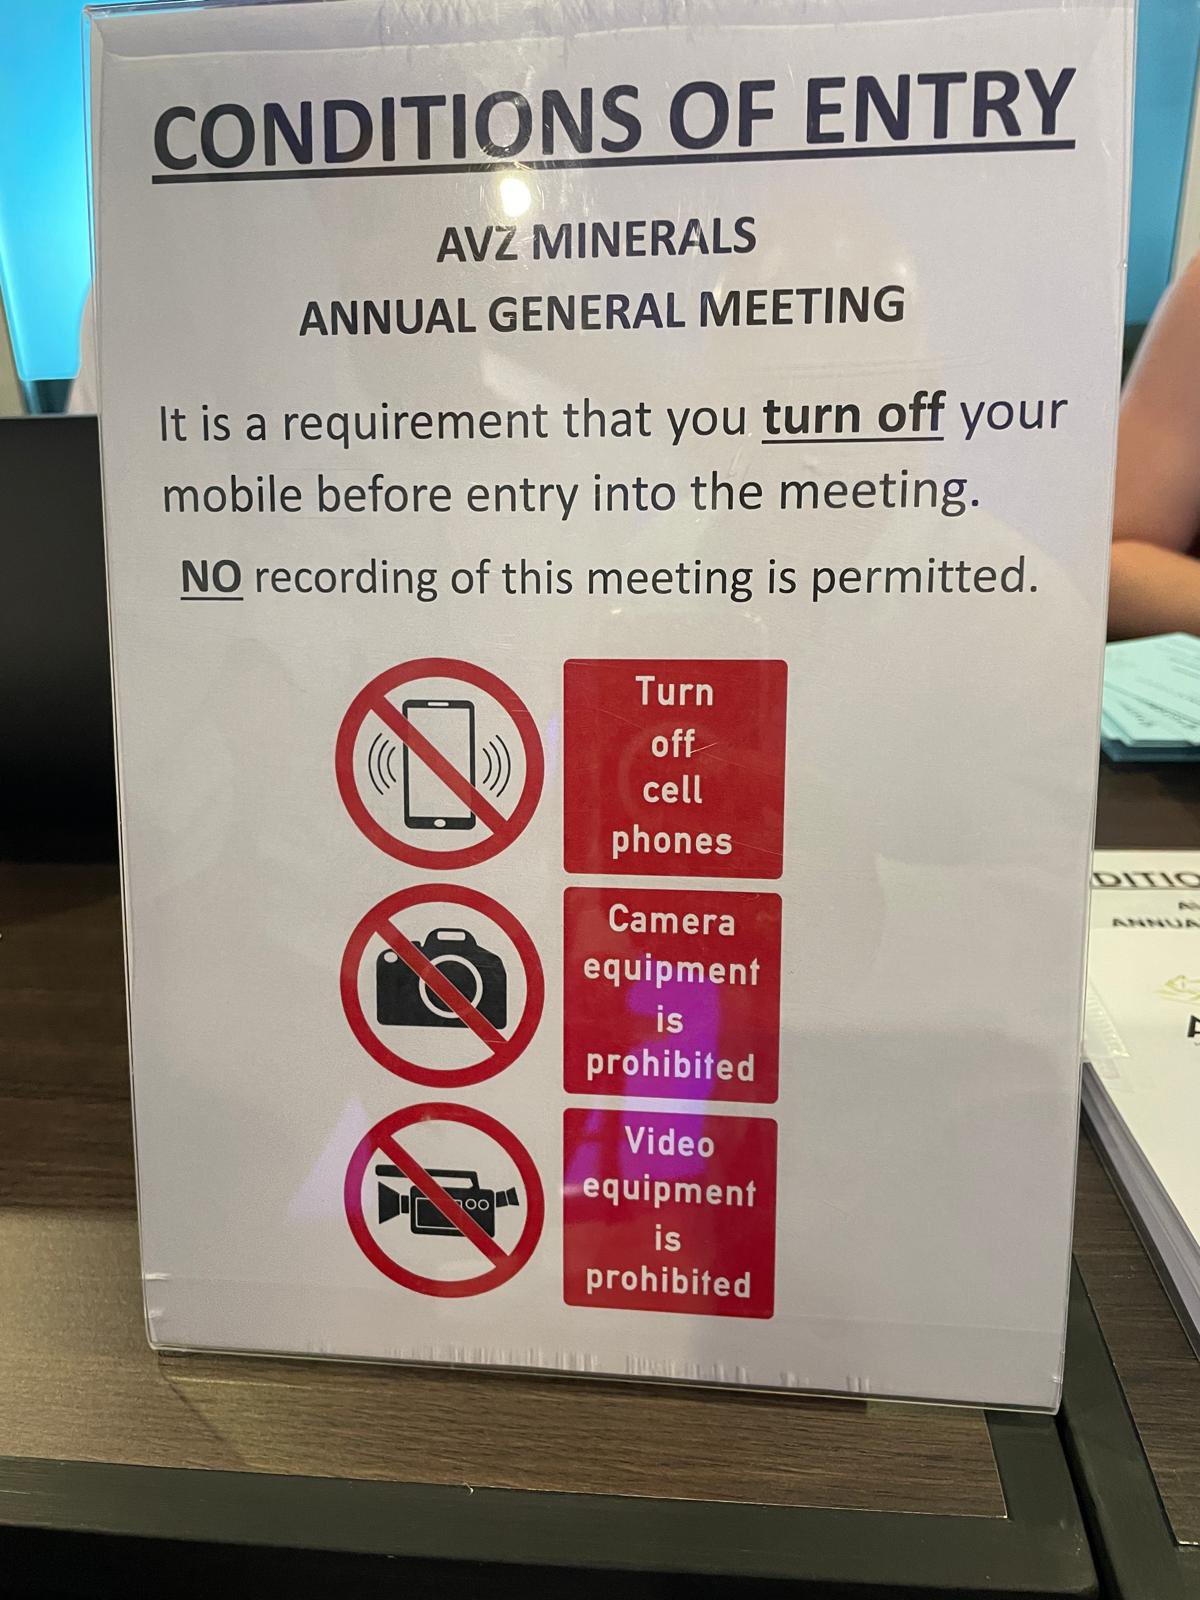 CONDITIONS OF ENTRY
AVZ MINERALS
ANNUAL GENERAL MEETING
It is a requirement that you turn off your
mobile before entry into the meeting.
NO recording of this meeting is permitted.
Turn
off
cell
phones
Camera
equipment
is
prohibited
Video
equipment
is
prohibited